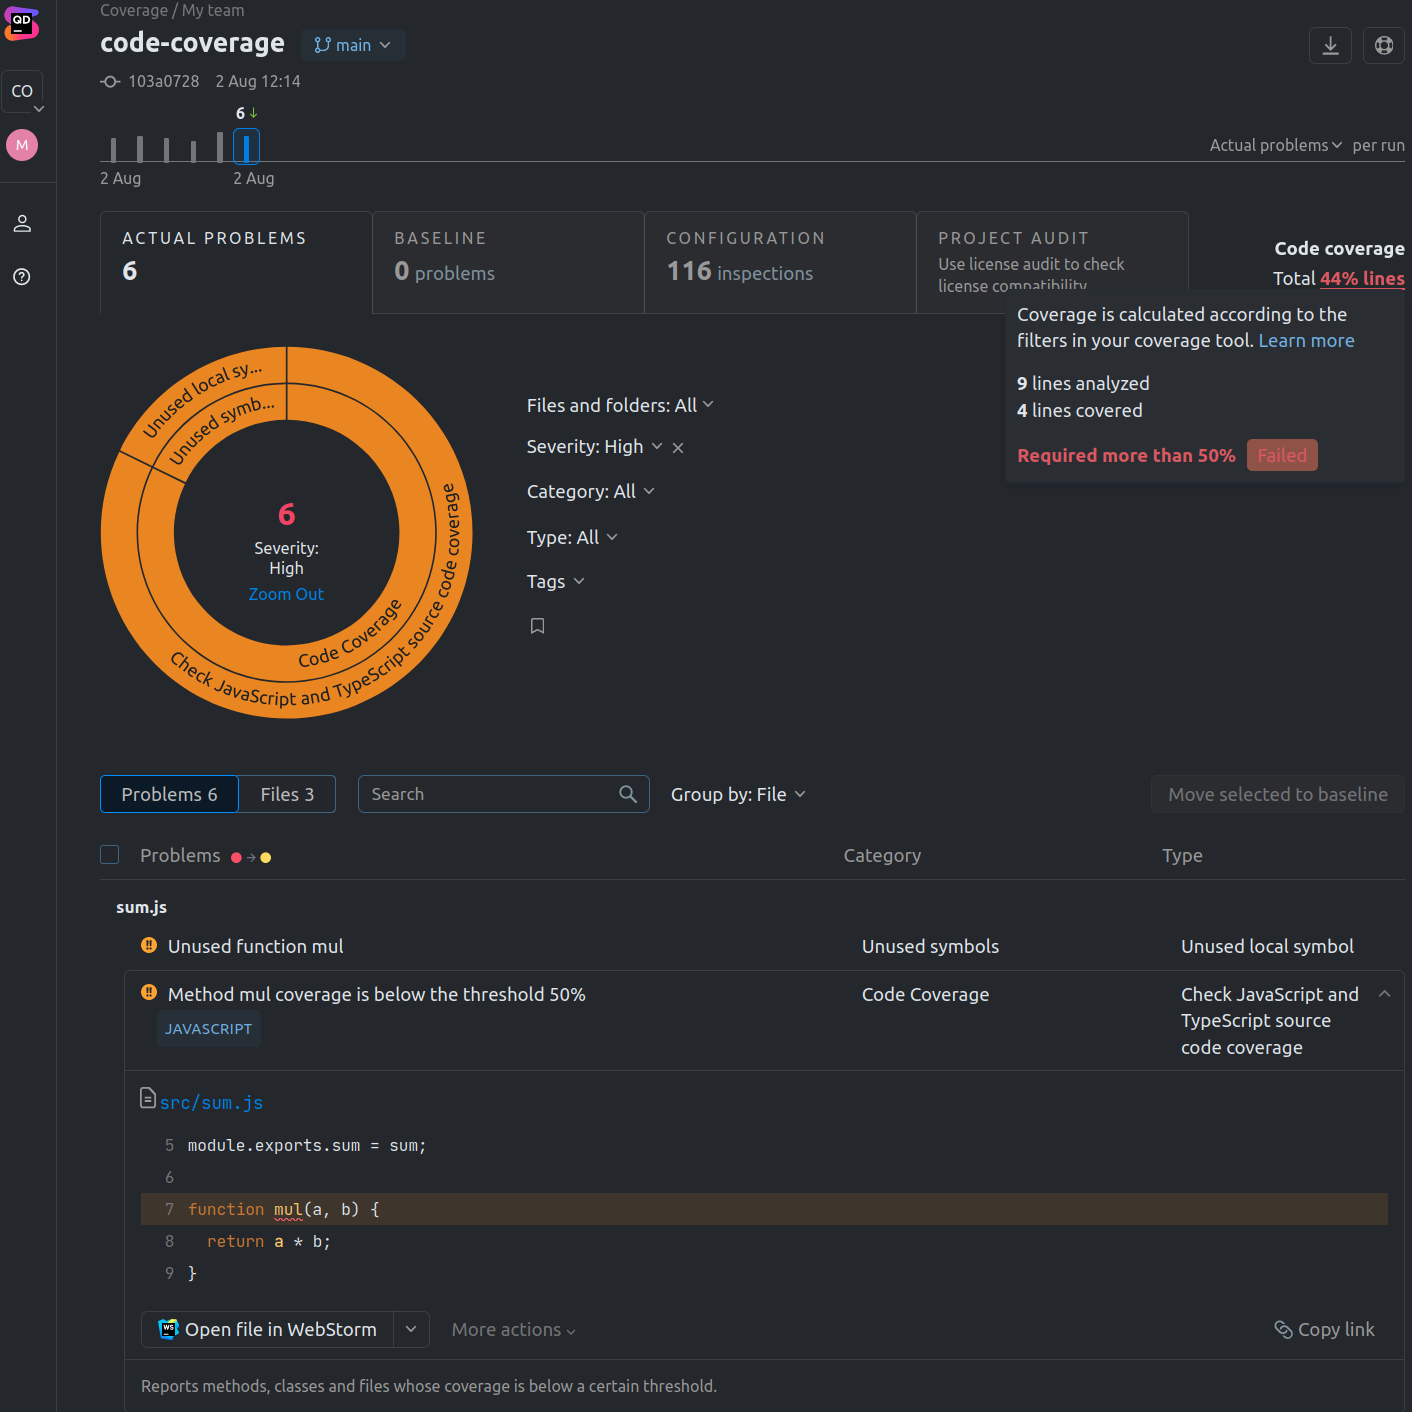 QD
CO
M
Coverage / My team
code-coverage
main
103a0728 2 Aug 12:14
6
2 Aug
2 Aug
Actual problems per run
ACTUAL PROBLEMS
6
BASELINE
0 problems
CONFIGURATION
116 inspections
PROJECT AUDIT
Use license audit to check
license compatibility
Code coverage
Total 44% lines
Coverage is calculated according to the
filters in your coverage tool. Learn more
9 lines analyzed
4 lines covered
Required more than 50% Failed
Unused local sy...
Unused symb...
6
Severity:
High
Zoom Out
Code Coverage
Check JavaScript and TypeScript source code coverage
Files and folders: All
Severity: High
Category: All
Type: All
Tags
Problems 6
Files 3
Search
Group by: File
Move selected to baseline
Problems Category Type
sum.js
Unused function mul Unused symbols Unused local symbol
Method mul coverage is below the threshold 50% Code Coverage Check JavaScript and
TypeScript source
code coverage
JAVASCRIPT
src/sum.js
5 module.exports.sum = sum;
6
7 function mul(a, b) {
8 return a * b;
9 }
WS
Open file in WebStorm
More actions
Copy link
Reports methods, classes and files whose coverage is below a certain threshold.